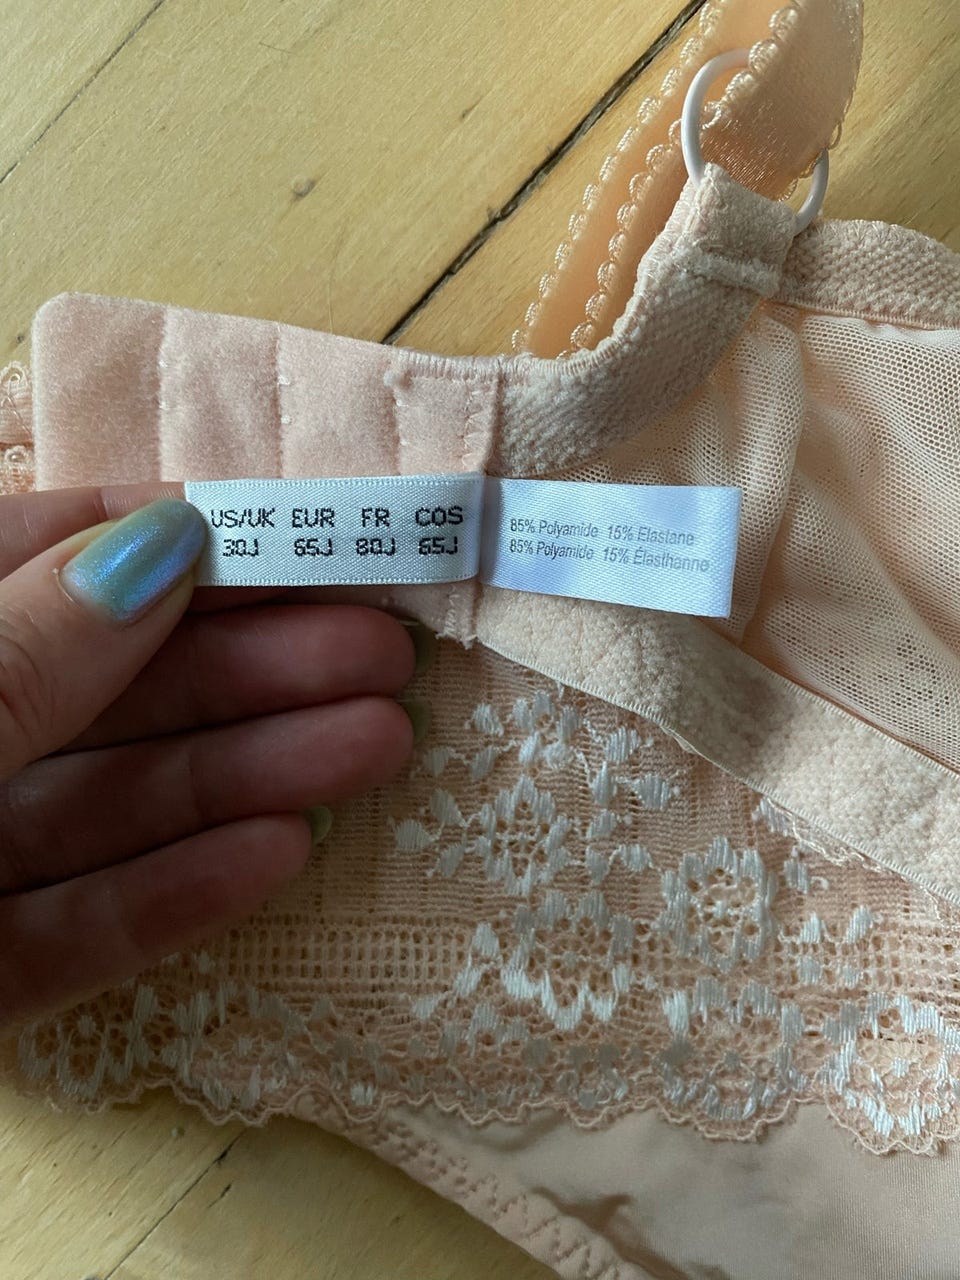 US/UK EUR FR COS
30J 65J 80J 65J
85% Polyamide 15% Elastane
85% Polyamide 15% Élasthanne